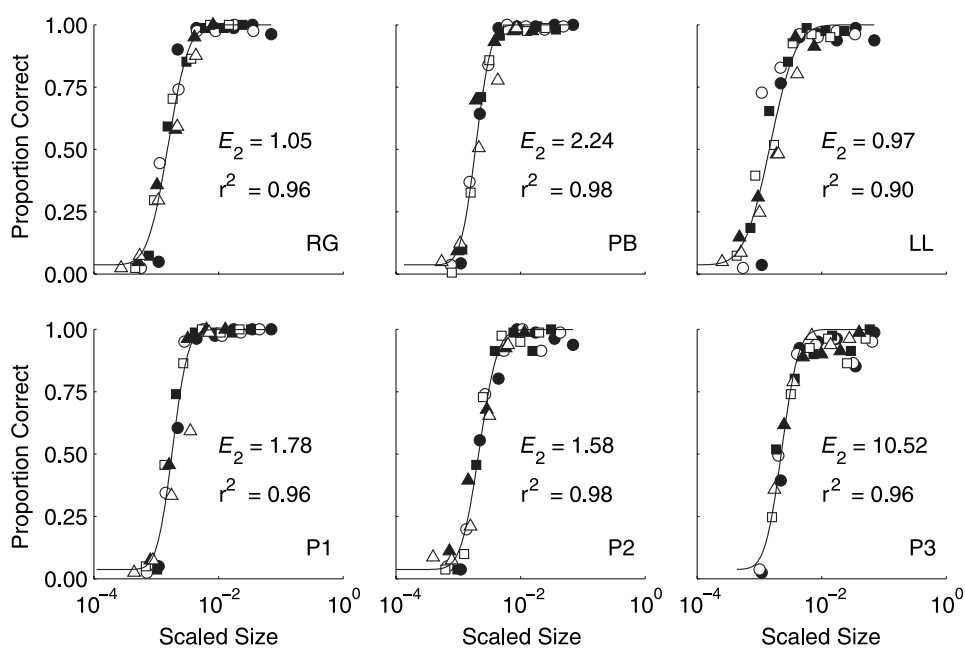 1.00
0.75
0.50
0.25
0.00
Proportion Correct
E2 = 1.05
r2 = 0.96
RG
E2 = 2.24
r2 = 0.98
PB
E2 = 0.97
r2 = 0.90
LL
1.00
0.75
0.50
0.25
0.00
Proportion Correct
E2 = 1.78
r2 = 0.96
P1
E2 = 1.58
r2 = 0.98
P2
E2 = 10.52
r2 = 0.96
P3
10−4 10−2 100
10−4 10−2 100
10−4 10−2 100
Scaled Size
Scaled Size
Scaled Size